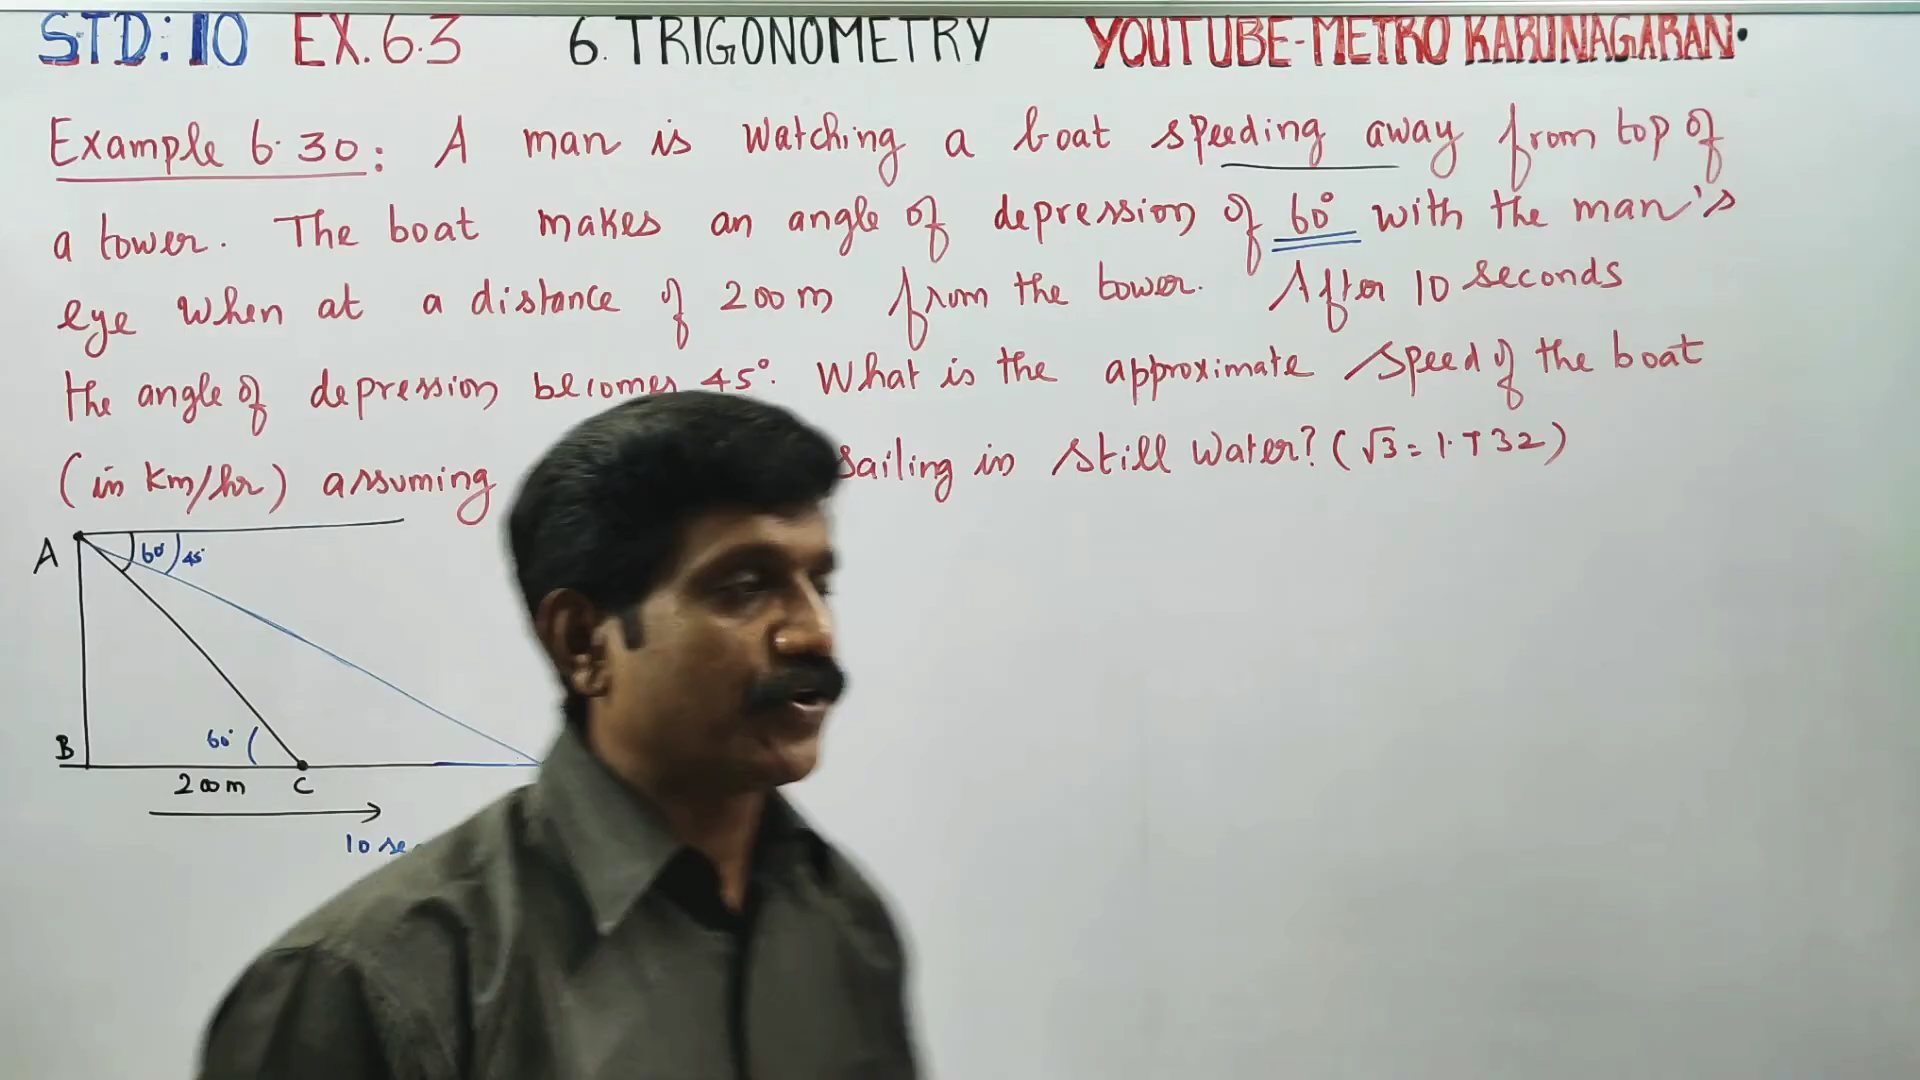 STD: 10 EX. 6.3 6. TRIGONOMETRY YOUTUBE-METRO KARUNAGARAN.
Example 6.30: A man is watching a boat speeding away from top of
a tower. The boat makes an angle of depression of 60° with the man's
eye when at a distance of 200m from the tower. After 10 seconds
the angle of depression becomes 45°. What is the approximate speed of the boat
(in km/hr) assuming sailing in still water? (√3 = 1.732)
A 60° 45°
B 60°
200m C
10 se